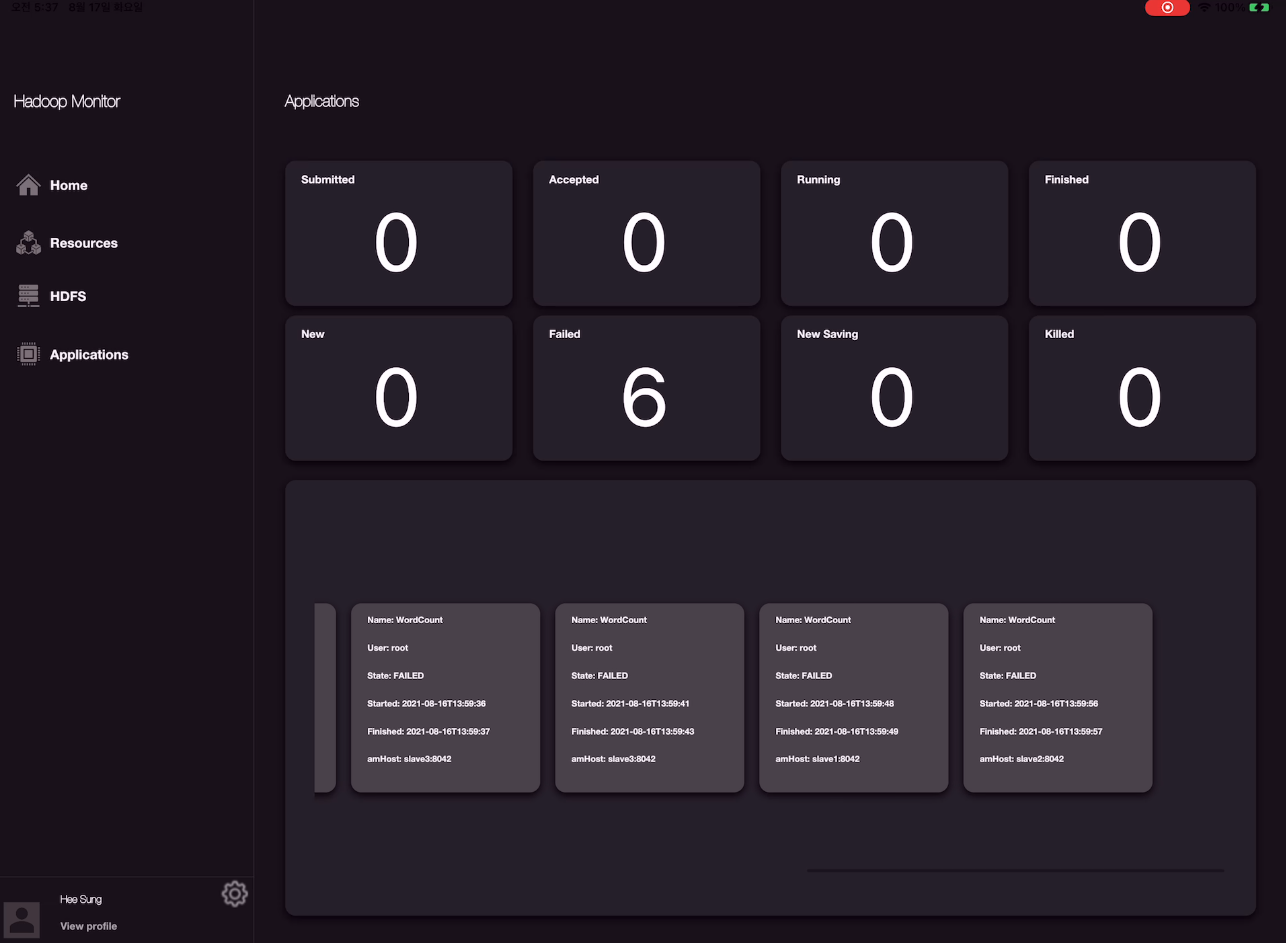 오전 5:37 8월 17일 화요일
100%
Hadoop Monitor
Home
Resources
HDFS
Applications
Hee Sung
View profile
Applications
Submitted
0
Accepted
0
Running
0
Finished
0
New
0
Failed
6
New Saving
0
Killed
0
Name: WordCount
User: root
State: FAILED
Started: 2021-08-16T13:59:36
Finished: 2021-08-16T13:59:37
amHost: slave3:8042
Name: WordCount
User: root
State: FAILED
Started: 2021-08-16T13:59:41
Finished: 2021-08-16T13:59:43
amHost: slave3:8042
Name: WordCount
User: root
State: FAILED
Started: 2021-08-16T13:59:48
Finished: 2021-08-16T13:59:49
amHost: slave1:8042
Name: WordCount
User: root
State: FAILED
Started: 2021-08-16T13:59:56
Finished: 2021-08-16T13:59:57
amHost: slave2:8042